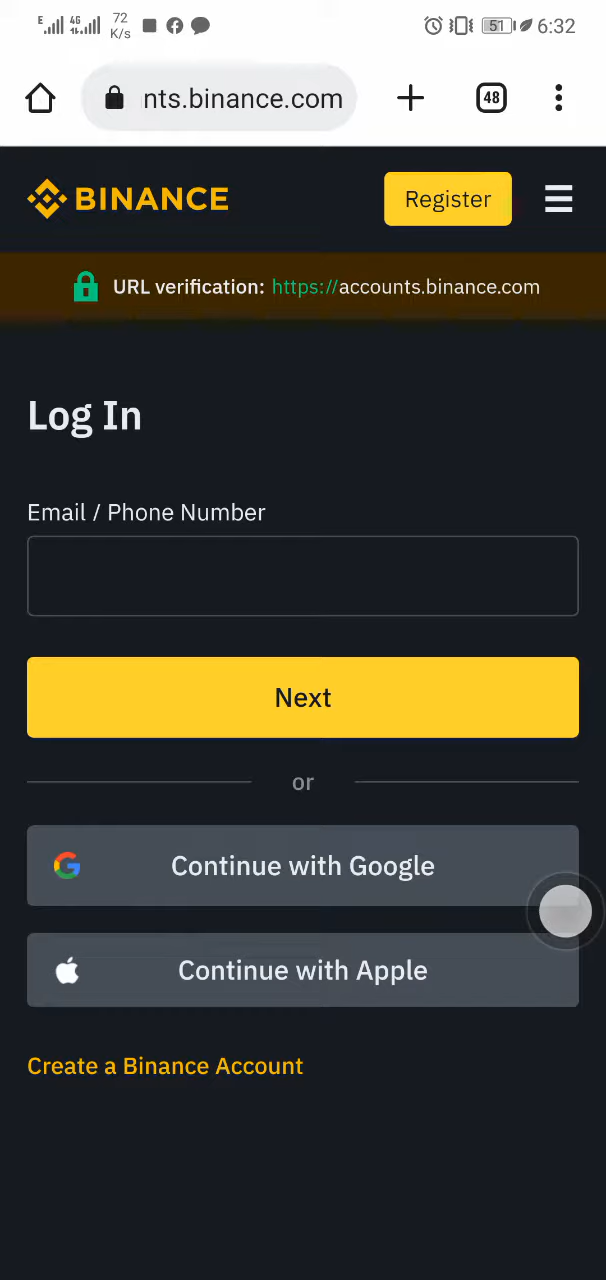 E 4G 72 K/s 51 6:32
nts.binance.com 48
BINANCE Register
URL verification: https://accounts.binance.com
Log In
Email / Phone Number
Next
or
Continue with Google
Continue with Apple
Create a Binance Account